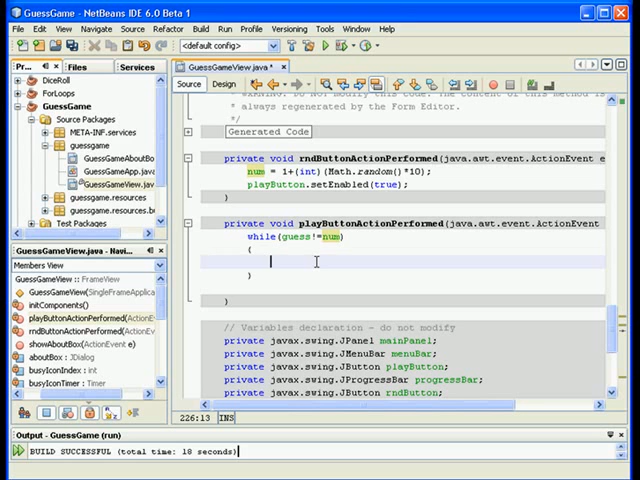 GuessGame - NetBeans IDE 6.0 Beta 1
File Edit View Navigate Source Refactor Build Run Profile Versioning Tools Window Help
<default config>
Pr... Files Services
GuessGameView.java *
Source Design
DiceRoll
ForLoops
GuessGame
Source Packages
META-INF.services
guessgame
GuessGameAboutBo
GuessGameApp.java
GuessGameView.jav
guessgame.resources
guessgame.resources.bu
Test Packages
* always regenerated by the Form Editor.
*/
Generated Code
private void rndButtonActionPerformed(java.awt.event.ActionEvent e
num = 1+(int)(Math.random()*10);
playButton.setEnabled(true);
}
private void playButtonActionPerformed(java.awt.event.ActionEvent
while(guess!=num)
{
}
}
// Variables declaration - do not modify
private javax.swing.JPanel mainPanel;
private javax.swing.JMenuBar menuBar;
private javax.swing.JButton playButton;
private javax.swing.JProgressBar progressBar;
private javax.swing.JButton rndButton;
GuessGameView.java - Navi...
Members View
GuessGameView :: FrameView
GuessGameView(SingleFrameApplica
initComponents()
playButtonActionPerformed(ActionE
rndButtonActionPerformed(ActionEv
showAboutBox(ActionEvent e)
aboutBox : JDialog
busyIconIndex : int
busyIconTimer : Timer
226:13 INS
Output - GuessGame (run)
BUILD SUCCESSFUL (total time: 18 seconds)